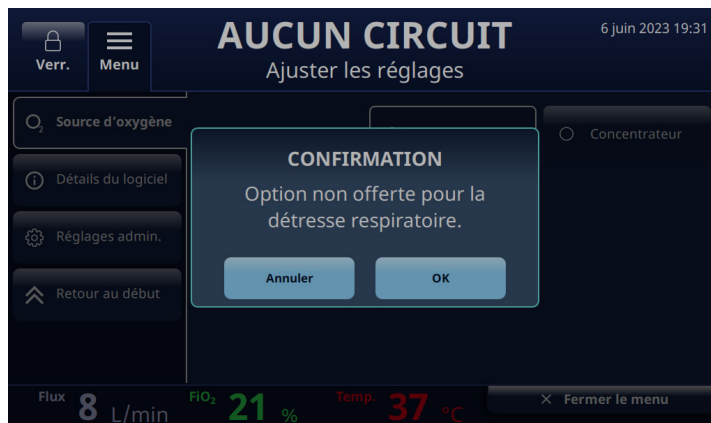 AUCUN CIRCUIT
6 juin 2023 19:31
Verr.
Menu
Ajuster les réglages
O₂ Source d'oxygène
Concentrateur
CONFIRMATION
Option non offerte pour la
détresse respiratoire.
Détails du logiciel
Réglages admin.
Annuler
OK
Retour au début
Flux 8 L/min
FiO₂ 21 %
Temp. 37 °C
× Fermer le menu